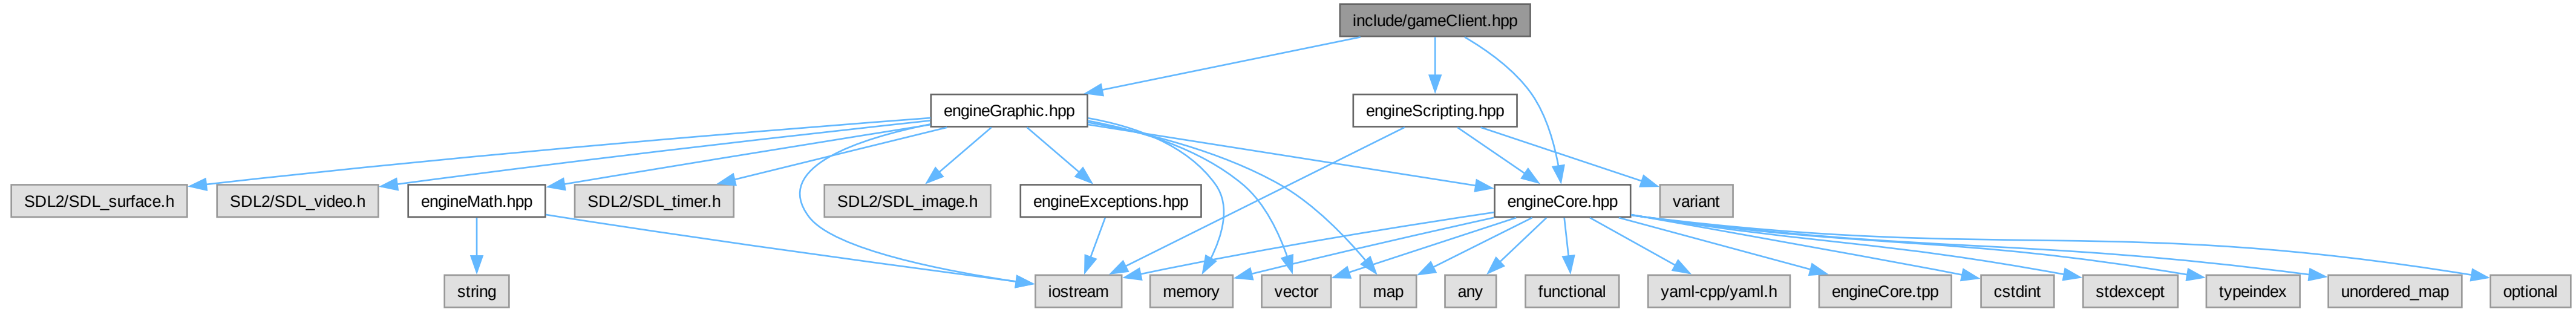 include/gameClient.hpp
engineGraphic.hpp
engineScripting.hpp
SDL2/SDL_surface.h
SDL2/SDL_video.h
engineMath.hpp
SDL2/SDL_timer.h
SDL2/SDL_image.h
engineExceptions.hpp
engineCore.hpp
variant
string
iostream
memory
vector
map
any
functional
yaml-cpp/yaml.h
engineCore.tpp
cstdint
stdexcept
typeindex
unordered_map
optional